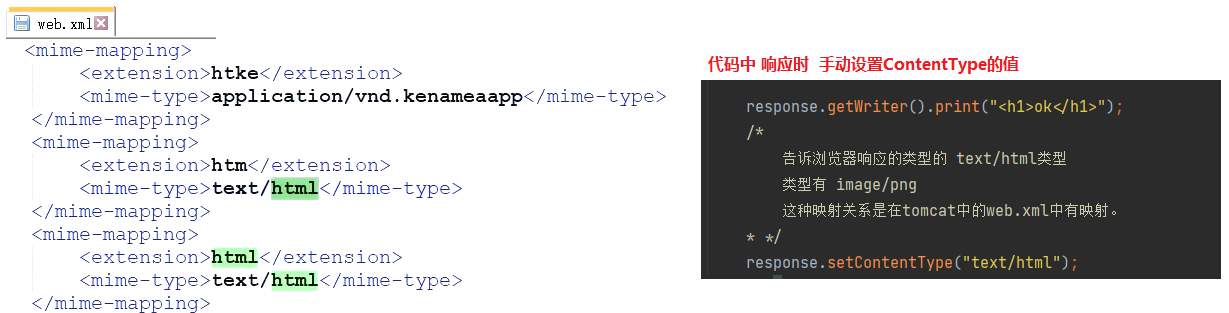 web.xml
<mime-mapping>
<extension>htke</extension>
<mime-type>application/vnd.kenameaapp</mime-type>
</mime-mapping>
<mime-mapping>
<extension>htm</extension>
<mime-type>text/html</mime-type>
</mime-mapping>
<mime-mapping>
<extension>html</extension>
<mime-type>text/html</mime-type>
</mime-mapping>
代码中 响应时 手动设置ContentType的值
response.getWriter().print("<h1>ok</h1>");
/*
告诉浏览器响应的类型的 text/html类型
类型有 image/png
这种映射关系是在tomcat中的web.xml中有映射。
* */
response.setContentType("text/html");